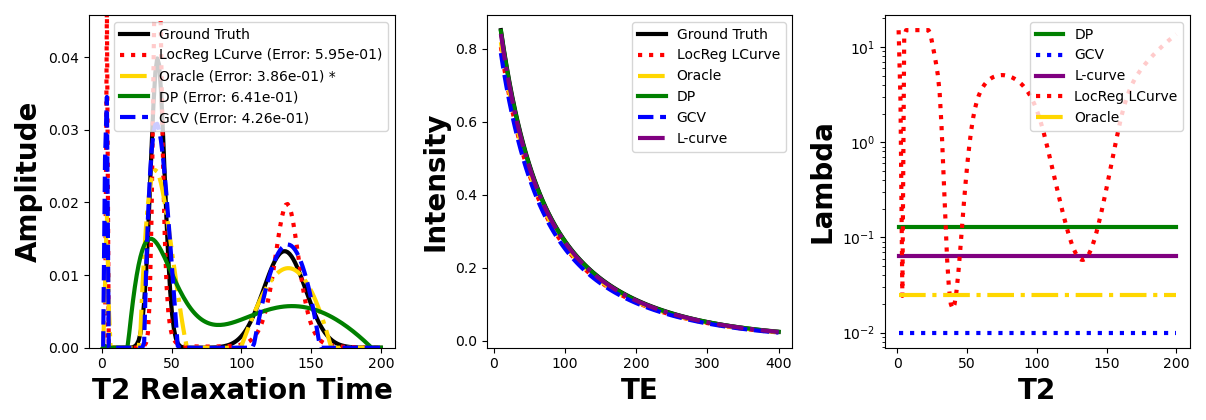 Amplitude
0.04
0.03
0.02
0.01
0.00
Ground Truth
LocReg LCurve (Error: 5.95e-01)
Oracle (Error: 3.86e-01) *
DP (Error: 6.41e-01)
GCV (Error: 4.26e-01)
0 50 100 150 200
T2 Relaxation Time
Intensity
0.8
0.6
0.4
0.2
0.0
Ground Truth
LocReg LCurve
Oracle
DP
GCV
L-curve
0 100 200 300 400
TE
Lambda
10¹
10⁰
10⁻¹
10⁻²
DP
GCV
L-curve
LocReg LCurve
Oracle
0 50 100 150 200
T2